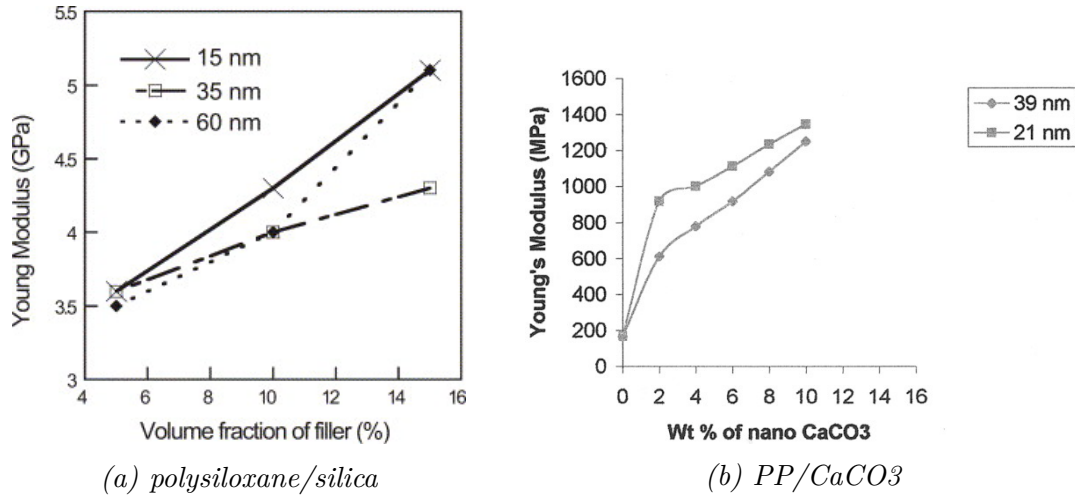 5.5
5
4.5
4
3.5
3
Young Modulus (GPa)
15 nm
35 nm
60 nm
4 6 8 10 12 14 16
Volume fraction of filler (%)
(a) polysiloxane/silica
1600
1400
1200
1000
800
600
400
200
0
Young's Modulus (MPa)
39 nm
21 nm
0 2 4 6 8 10 12 14 16
Wt % of nano CaCO3
(b) PP/CaCO3